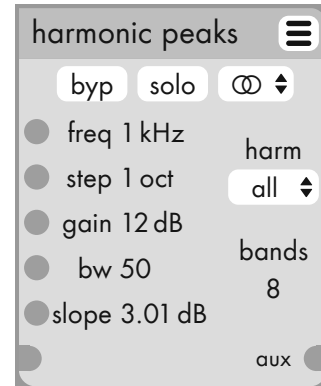 harmonic peaks
byp solo
freq 1 kHz
harm
step 1 oct
all
gain 12 dB
bands
bw 50
8
slope 3.01 dB
aux